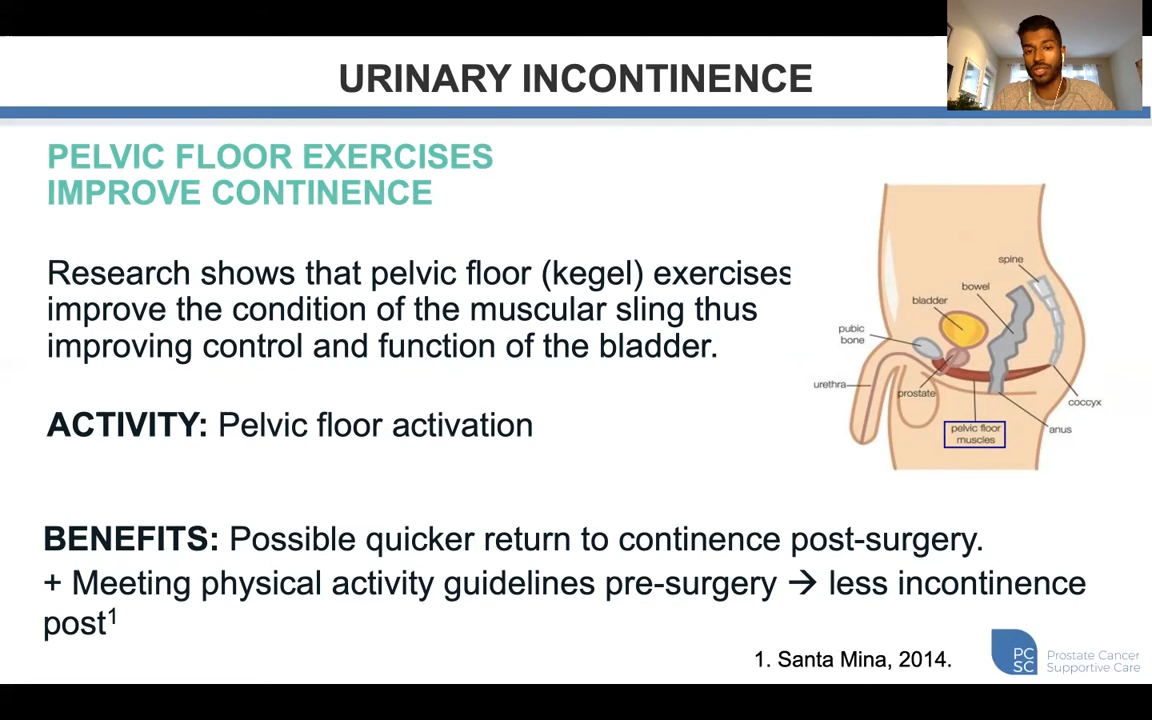 URINARY INCONTINENCE
PELVIC FLOOR EXERCISES
IMPROVE CONTINENCE
Research shows that pelvic floor (kegel) exercises
improve the condition of the muscular sling thus
improving control and function of the bladder.
ACTIVITY: Pelvic floor activation
spine
bowel
bladder
pubic
bone
urethra
prostate
coccyx
pelvic floor
muscles
anus
BENEFITS: Possible quicker return to continence post-surgery.
+ Meeting physical activity guidelines pre-surgery → less incontinence
post¹
1. Santa Mina, 2014.
PC
SC
Prostate Cancer
Supportive Care